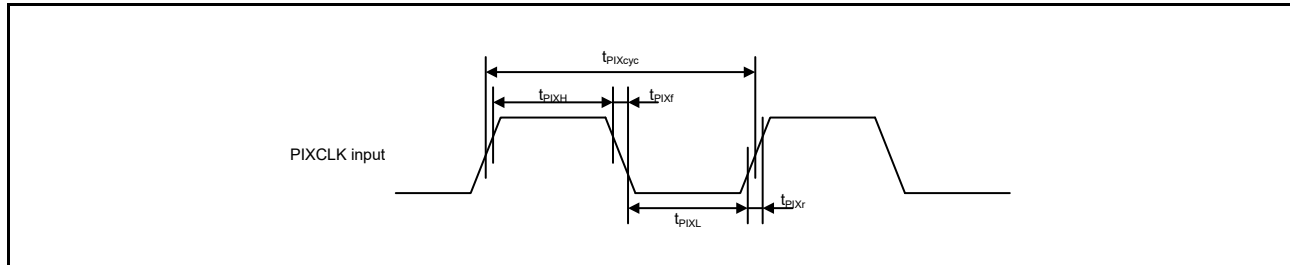 tPIXcyc
tPIXH
tPIXf
PIXCLK input
tPIXL
tPIXr